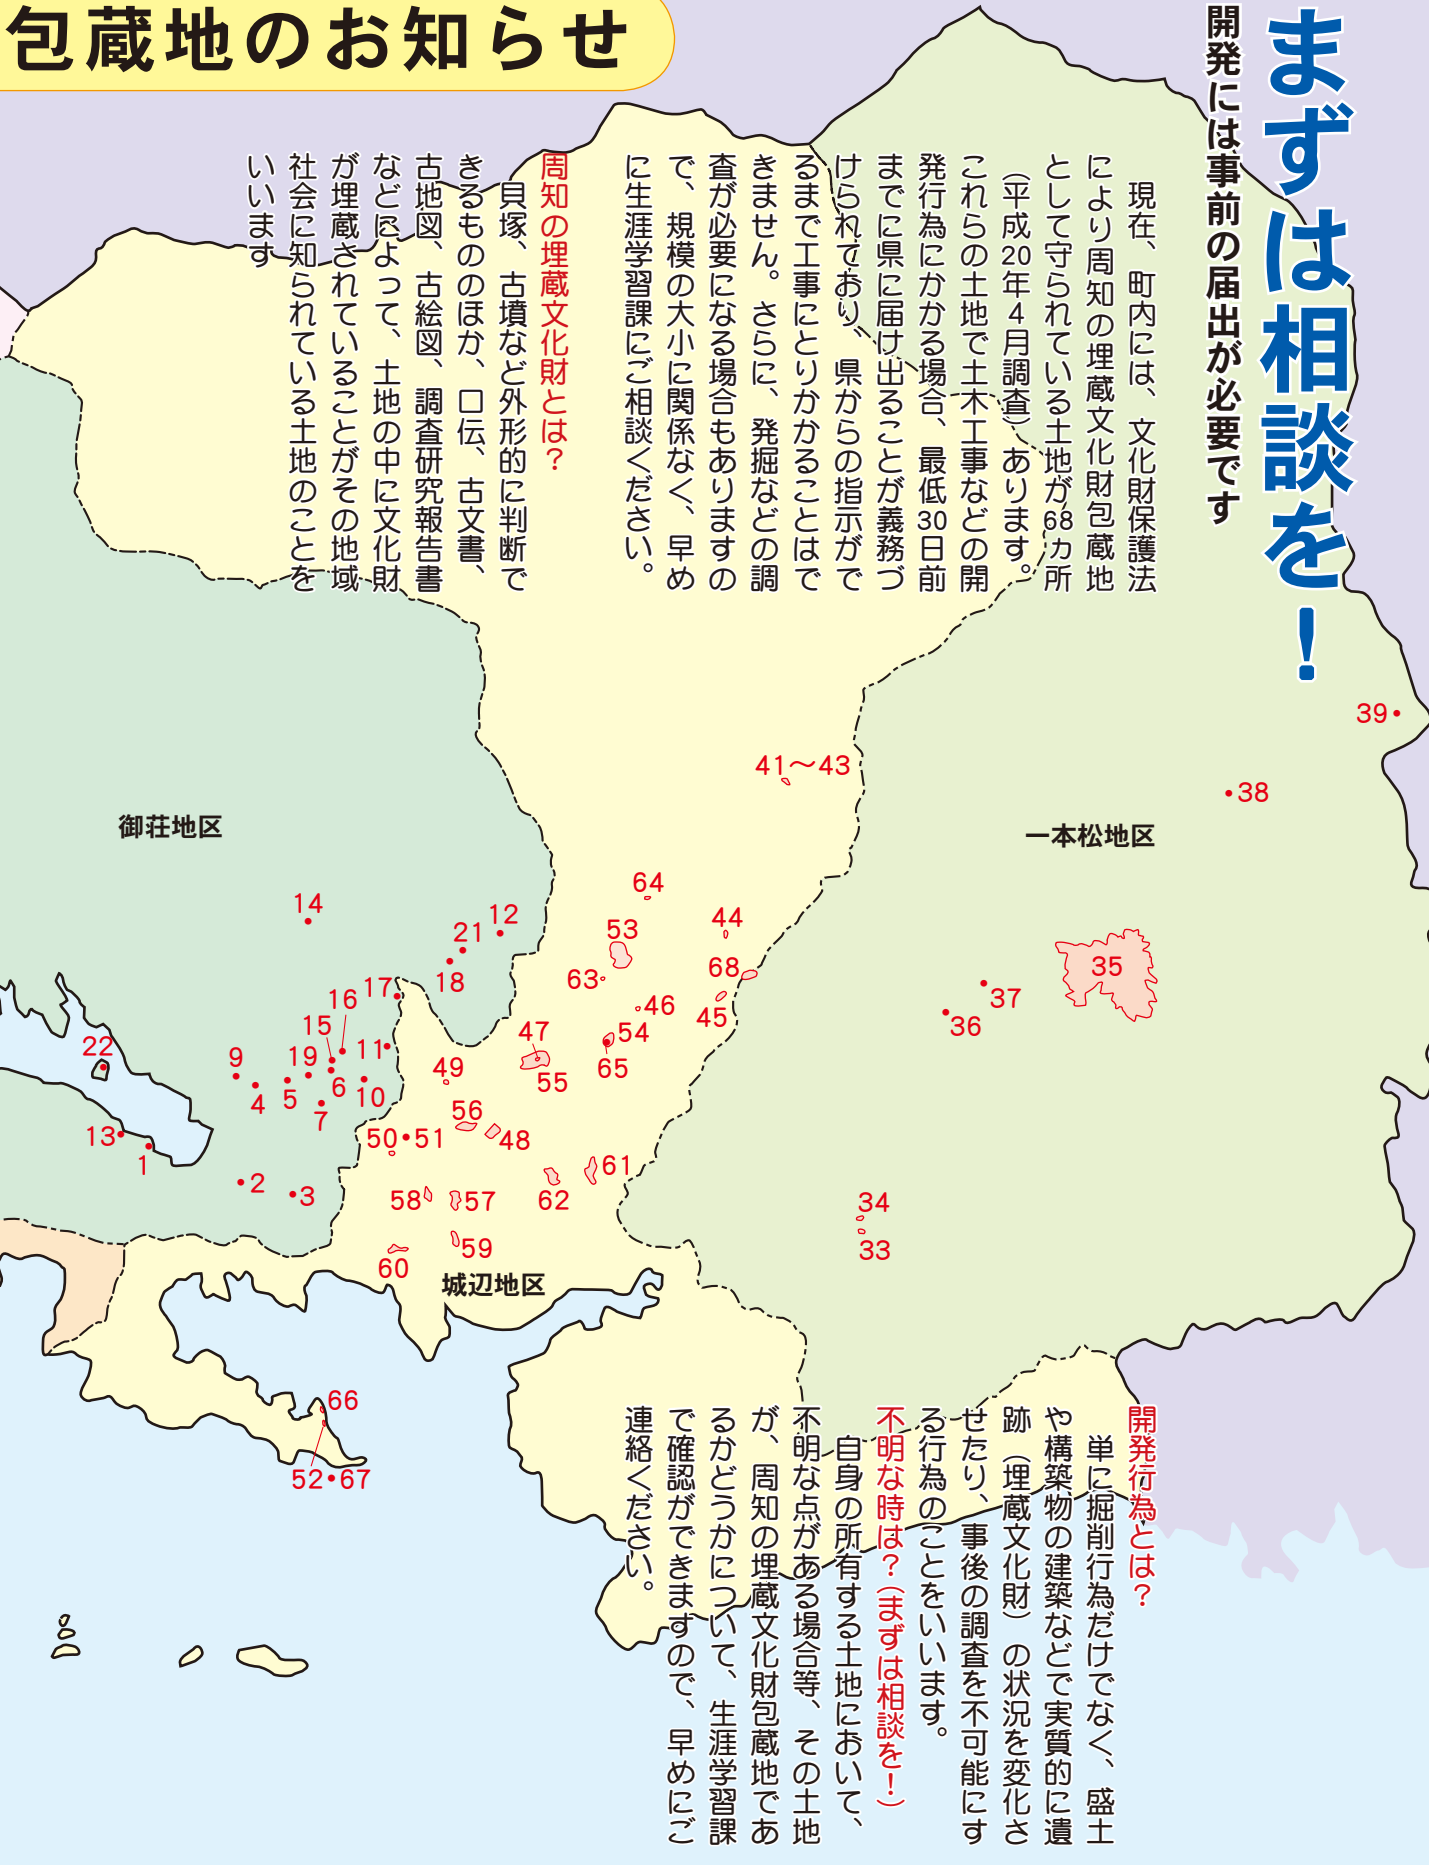 包蔵地のお知らせ
まずは相談を！
開発には事前の届出が必要です
現在、町内には、文化財保護法
により周知の埋蔵文化財包蔵地
として守られている土地が68ヵ所
（平成20年４月調査）あります。
これらの土地で土木工事などの開
発行為にかかる場合、最低30日前
までに県に届け出ることが義務づ
けられており、県からの指示がで
るまで工事にとりかかることはで
きません。さらに、発掘などの調
査が必要になる場合もありますの
で、規模の大小に関係なく、早め
に生涯学習課にご相談ください。
周知の埋蔵文化財とは？
貝塚、古墳など外形的に判断で
きるもののほか、口伝、古文書、
古地図、古絵図、調査研究報告書
などによって、土地の中に文化財
が埋蔵されていることがその地域
社会に知られている土地のことを
いいます
39
41～43
38
御荘地区
一本松地区
64
14
12
44
53
21
35
68
63
18
17
37
16
46
45
36
15
54
47
22
11
9
19
49
65
55
6
10
5
4
56
7
13
50・51
48
1
61
2
3
58
57
62
34
59
33
60
城辺地区
66
52・67
開発行為とは？
単に掘削行為だけでなく、盛土
や構築物の建築などで実質的に遺
跡（埋蔵文化財）の状況を変化さ
せたり、事後の調査を不可能にす
る行為のことをいいます。
不明な時は？（まずは相談を！）
自身の所有する土地において、
不明な点がある場合等、その土地
が、周知の埋蔵文化財包蔵地であ
るかどうかについて、生涯学習課
で確認ができますので、早めにご
連絡ください。